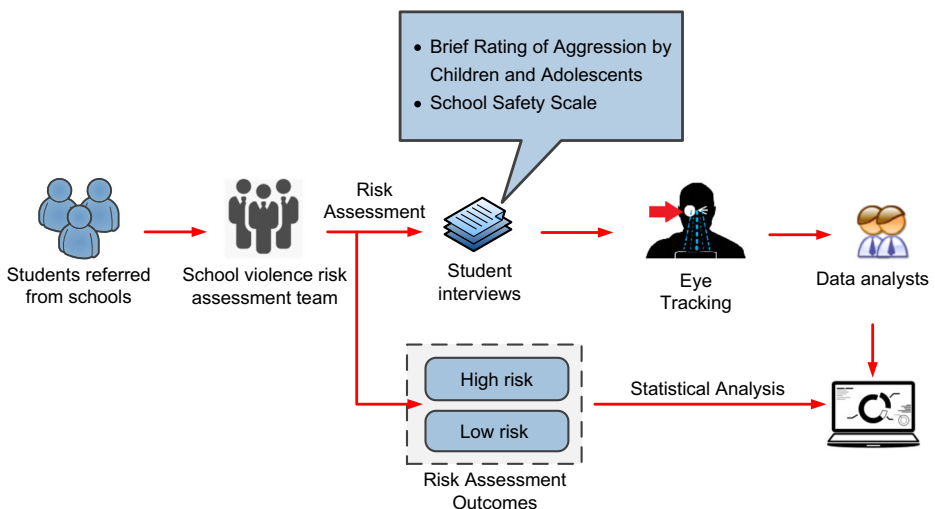 • Brief Rating of Aggression by
Children and Adolescents
• School Safety Scale
Risk
Assessment
Students referred
from schools
School violence risk
assessment team
Student
interviews
Eye
Tracking
Data analysts
High risk
Low risk
Statistical Analysis
Risk Assessment
Outcomes